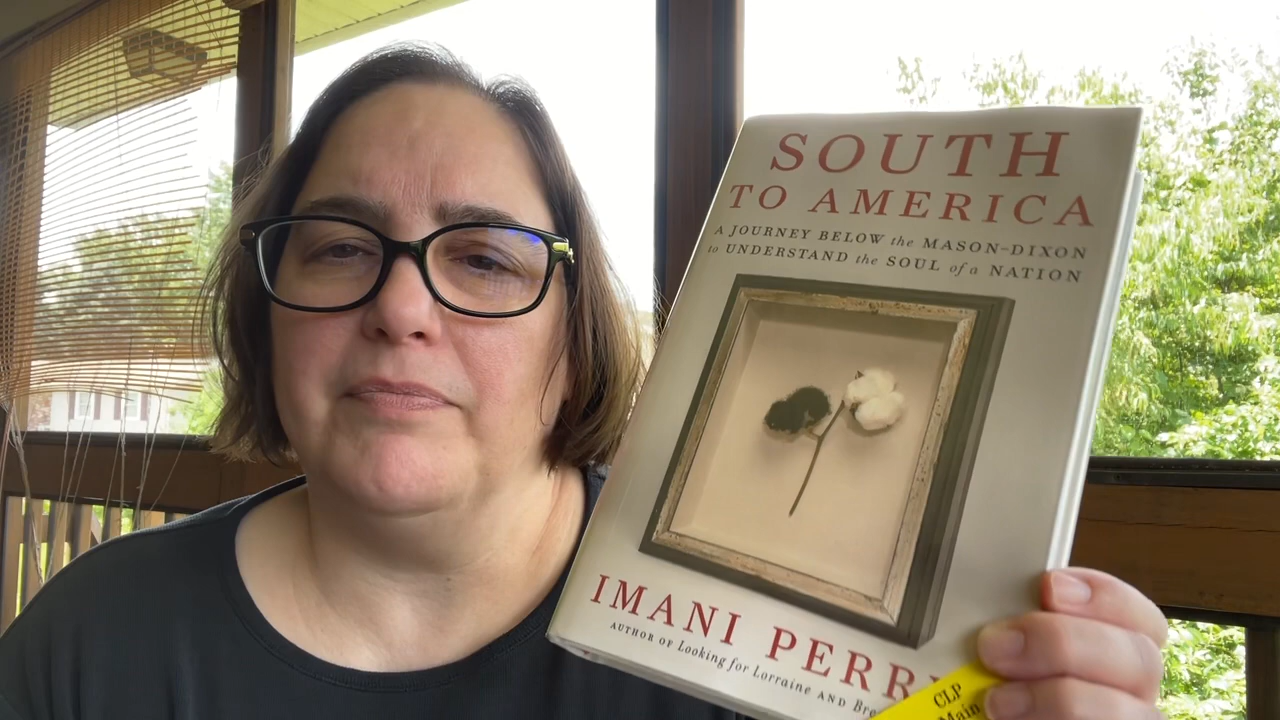 SOUTH
TO AMERICA
A JOURNEY BELOW the MASON-DIXON
to UNDERSTAND the SOUL of a NATION
IMANI PERRY
AUTHOR OF Looking for Lorraine AND Bre
CLP
Main